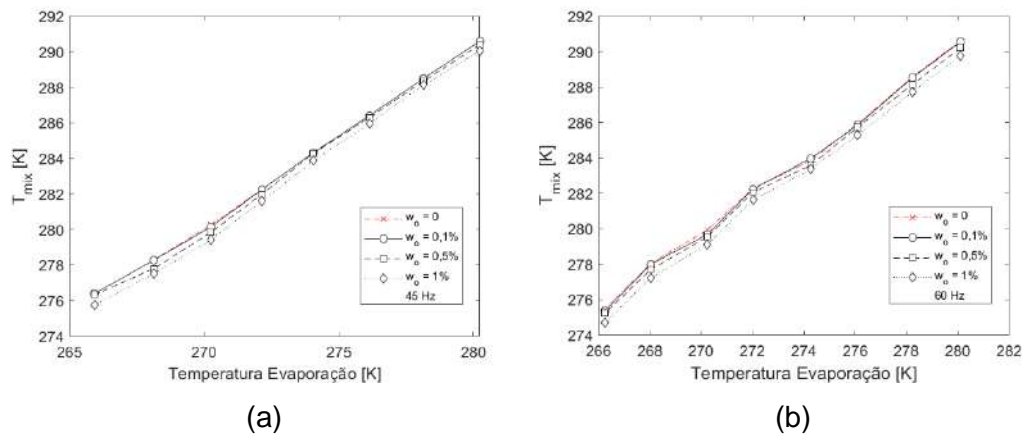 292
290
288
286
284
282
280
278
276
274
T_mix [K]
265
270
275
280
Temperatura Evaporação [K]
w_o = 0
w_o = 0,1%
w_o = 0,5%
w_o = 1%
45 Hz
(a)
292
290
288
286
284
282
280
278
276
274
T_mix [K]
266
268
270
272
274
276
278
280
282
Temperatura Evaporação [K]
w_o = 0
w_o = 0,1%
w_o = 0,5%
w_o = 1%
60 Hz
(b)